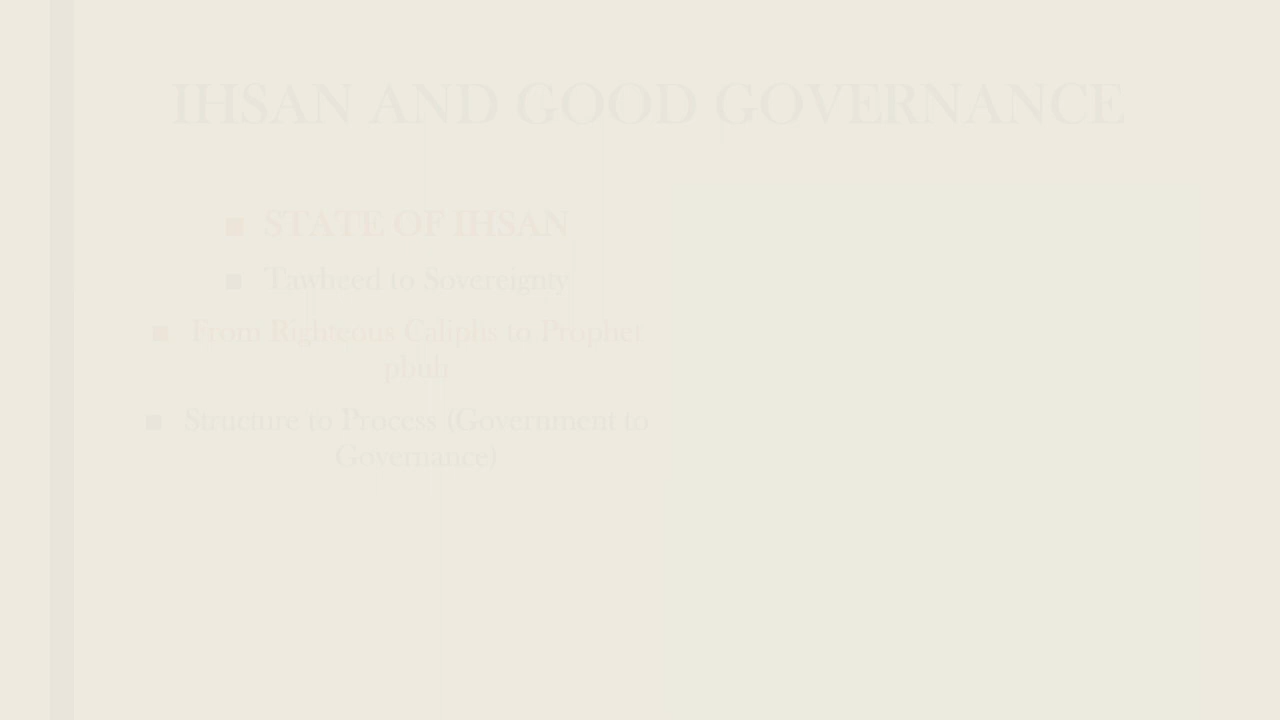 IHSAN AND GOOD GOVERNANCE
■ STATE OF IHSAN
■ Tawheed to Sovereignty
■ From Righteous Caliphs to Prophet
pbuh
■ Structure to Process (Government to
Governance)